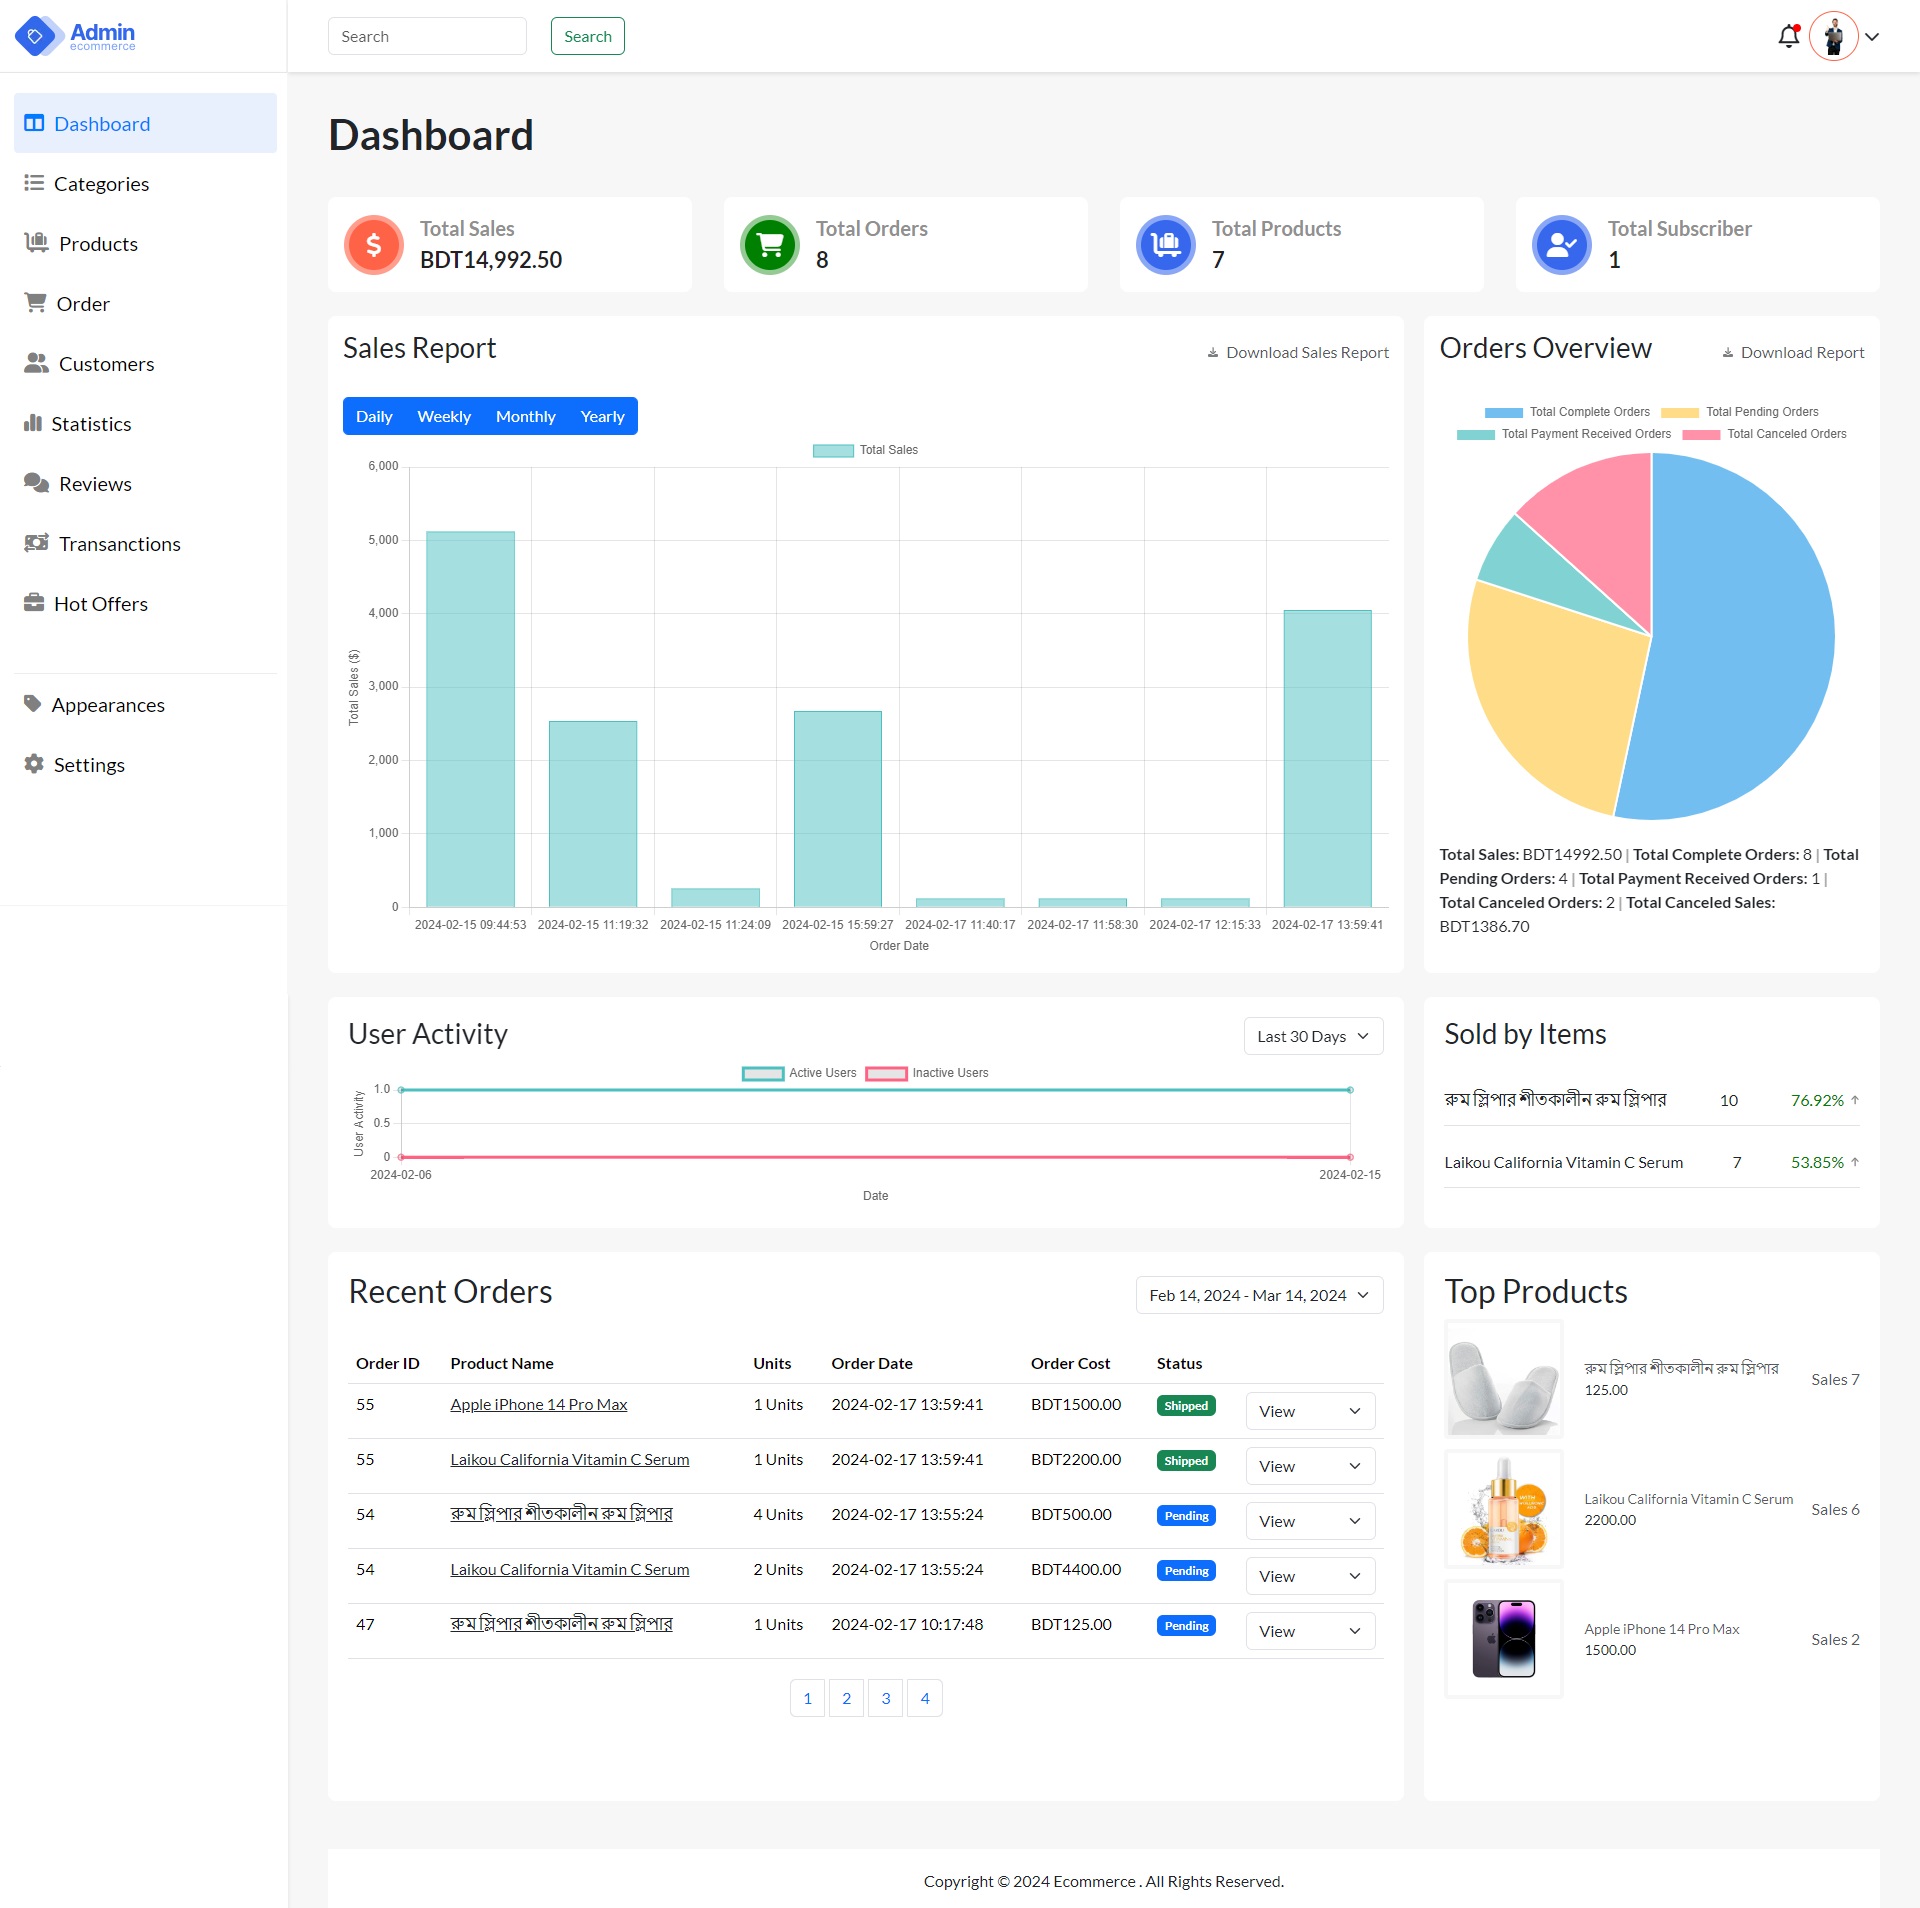 Admin
ecommerce
Search
Search
Dashboard
Categories
Products
Order
Customers
Statistics
Reviews
Transanctions
Hot Offers
Appearances
Settings
Dashboard
Total Sales
BDT14,992.50
Total Orders
8
Total Products
7
Total Subscriber
1
Sales Report
Download Sales Report
Daily Weekly Monthly Yearly
Total Sales
6,000
5,000
4,000
3,000
2,000
1,000
0
Total Sales ($)
2024-02-15 09:44:53 2024-02-15 11:19:32 2024-02-15 11:24:09 2024-02-15 15:59:27 2024-02-17 11:40:17 2024-02-17 11:58:30 2024-02-17 12:15:33 2024-02-17 13:59:41
Order Date
Orders Overview
Download Report
Total Complete Orders Total Pending Orders
Total Payment Received Orders Total Canceled Orders
Total Sales: BDT14992.50 | Total Complete Orders: 8 | Total
Pending Orders: 4 | Total Payment Received Orders: 1 |
Total Canceled Orders: 2 | Total Canceled Sales:
BDT1386.70
User Activity
Last 30 Days
Active Users Inactive Users
1.0
0.5
0
User Activity
2024-02-06 2024-02-15
Date
Sold by Items
রুম স্লিপার শীতকালীন রুম স্লিপার 10 76.92%
Laikou California Vitamin C Serum 7 53.85%
Recent Orders
Feb 14, 2024 - Mar 14, 2024
Order ID Product Name Units Order Date Order Cost Status
55 Apple iPhone 14 Pro Max 1 Units 2024-02-17 13:59:41 BDT1500.00 Shipped View
55 Laikou California Vitamin C Serum 1 Units 2024-02-17 13:59:41 BDT2200.00 Shipped View
54 রুম স্লিপার শীতকালীন রুম স্লিপার 4 Units 2024-02-17 13:55:24 BDT500.00 Pending View
54 Laikou California Vitamin C Serum 2 Units 2024-02-17 13:55:24 BDT4400.00 Pending View
47 রুম স্লিপার শীতকালীন রুম স্লিপার 1 Units 2024-02-17 10:17:48 BDT125.00 Pending View
1 2 3 4
Top Products
রুম স্লিপার শীতকালীন রুম স্লিপার
125.00
Sales 7
Laikou California Vitamin C Serum
2200.00
Sales 6
Apple iPhone 14 Pro Max
1500.00
Sales 2
Copyright © 2024 Ecommerce . All Rights Reserved.